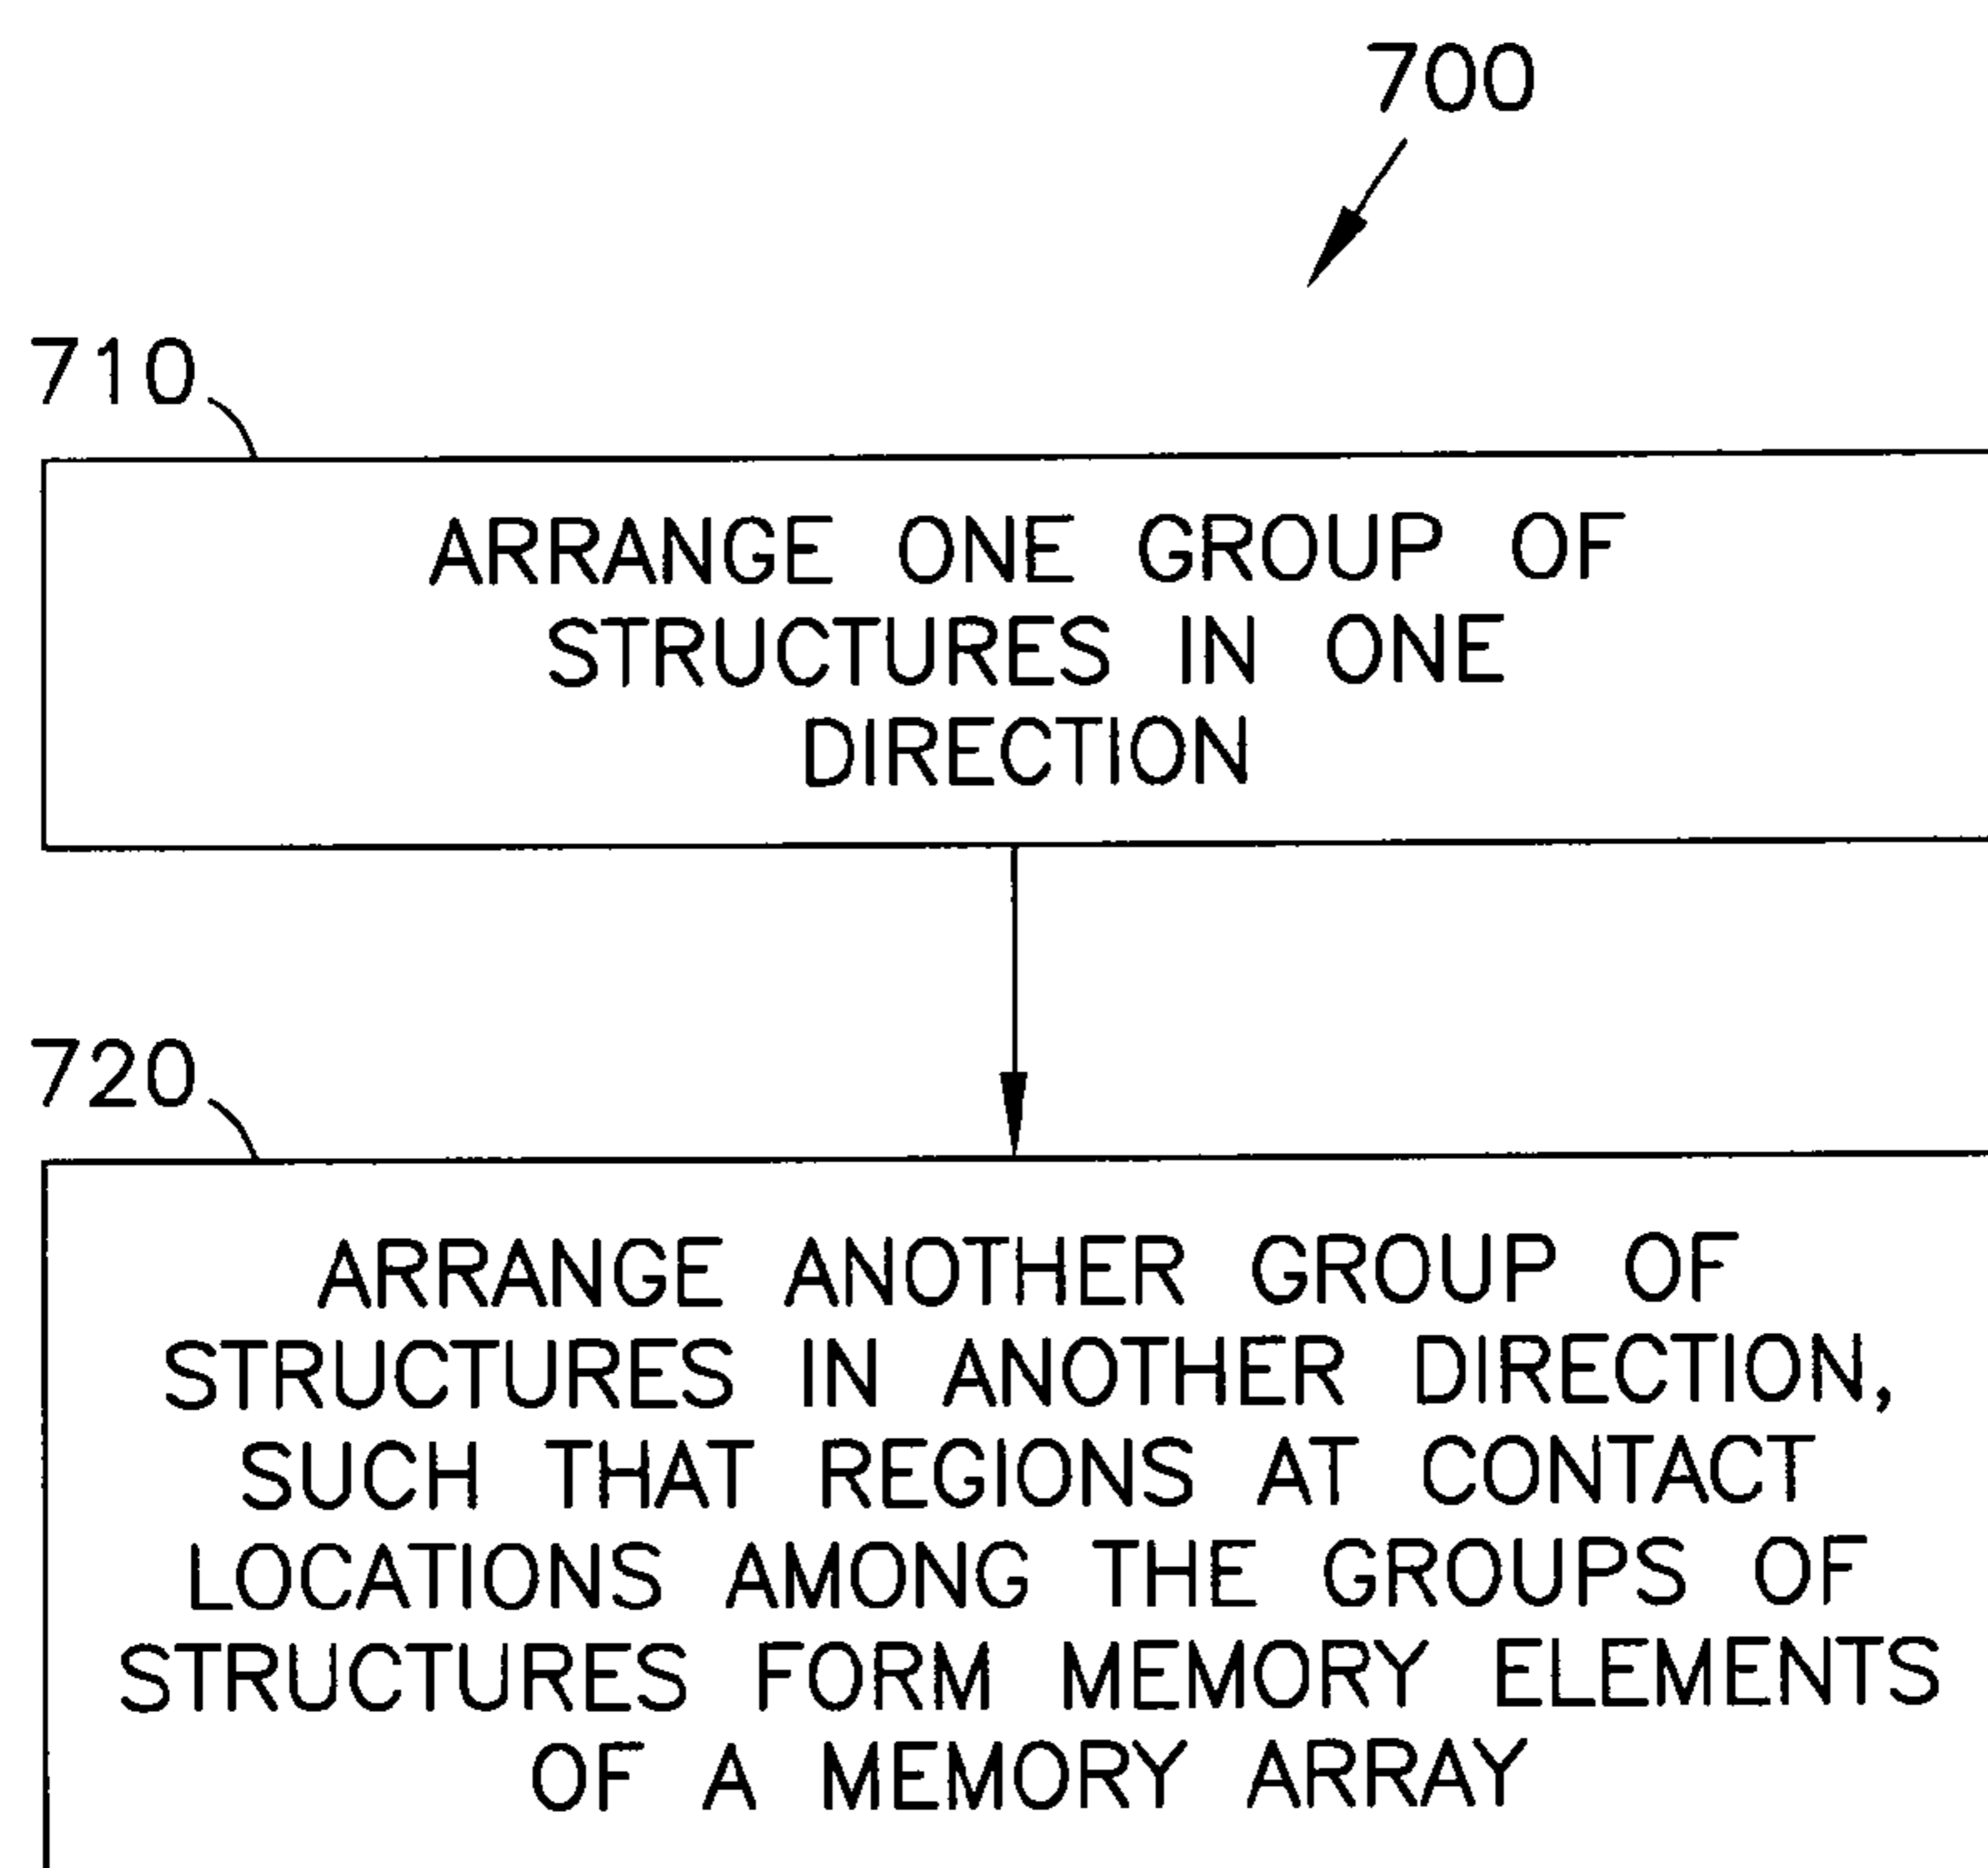 700
710
ARRANGE ONE GROUP OF
STRUCTURES IN ONE
DIRECTION
720
ARRANGE ANOTHER GROUP OF
STRUCTURES IN ANOTHER DIRECTION,
SUCH THAT REGIONS AT CONTACT
LOCATIONS AMONG THE GROUPS OF
STRUCTURES FORM MEMORY ELEMENTS
OF A MEMORY ARRAY